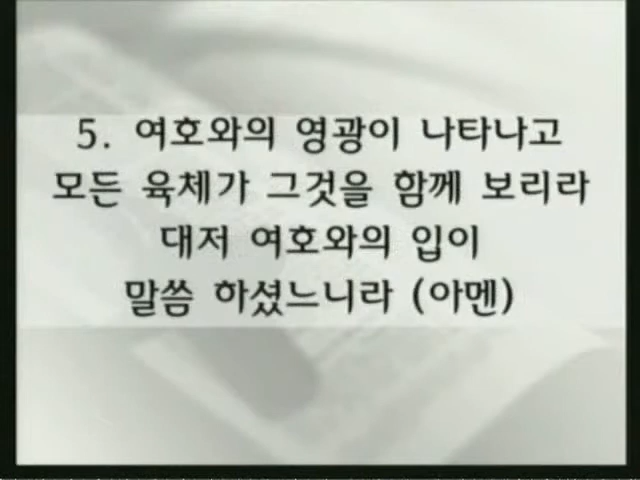 5. 여호와의 영광이 나타나고
모든 육체가 그것을 함께 보리라
대저 여호와의 입이
말씀 하셨느니라 (아멘)